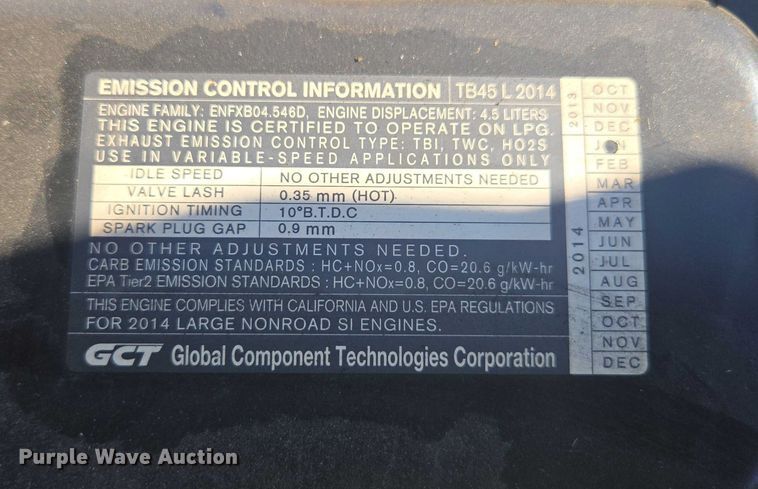 EMISSION CONTROL INFORMATION TB45 L 2014
ENGINE FAMILY: ENFXB04.546D, ENGINE DISPLACEMENT: 4.5 LITERS
THIS ENGINE IS CERTIFIED TO OPERATE ON LPG.
EXHAUST EMISSION CONTROL TYPE: TBI, TWC, HO2S
USE IN VARIABLE-SPEED APPLICATIONS ONLY
IDLE SPEED NO OTHER ADJUSTMENTS NEEDED
VALVE LASH 0.35 mm (HOT)
IGNITION TIMING 10°B.T.D.C
SPARK PLUG GAP 0.9 mm
NO OTHER ADJUSTMENTS NEEDED.
CARB EMISSION STANDARDS : HC+NOx=0.8, CO=20.6 g/kW-hr
EPA Tier2 EMISSION STANDARDS : HC+NOx=0.8, CO=20.6 g/kW-hr
THIS ENGINE COMPLIES WITH CALIFORNIA AND U.S. EPA REGULATIONS
FOR 2014 LARGE NONROAD SI ENGINES.
GCT Global Component Technologies Corporation
2013
OCT
NOV
DEC
2014
FEB
MAR
APR
MAY
JUN
JUL
AUG
SEP
OCT
NOV
DEC
Purple Wave Auction